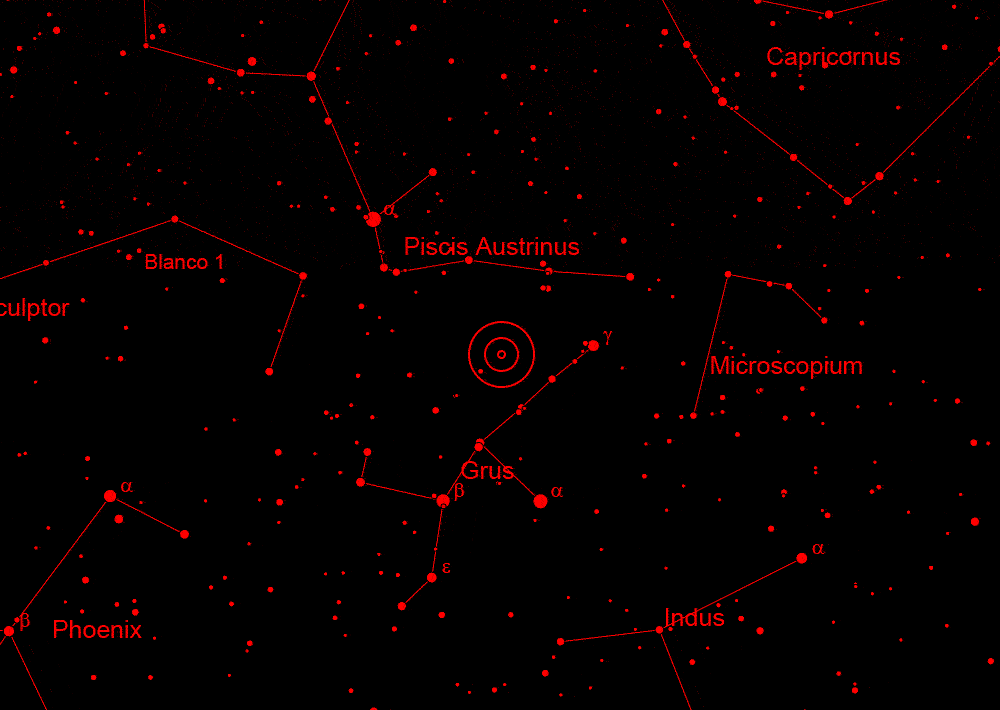 Capricornus
α
Piscis Austrinus
Blanco 1
culptor
γ
Microscopium
Grus
α
β
α
α
ε
β
Indus
Phoenix